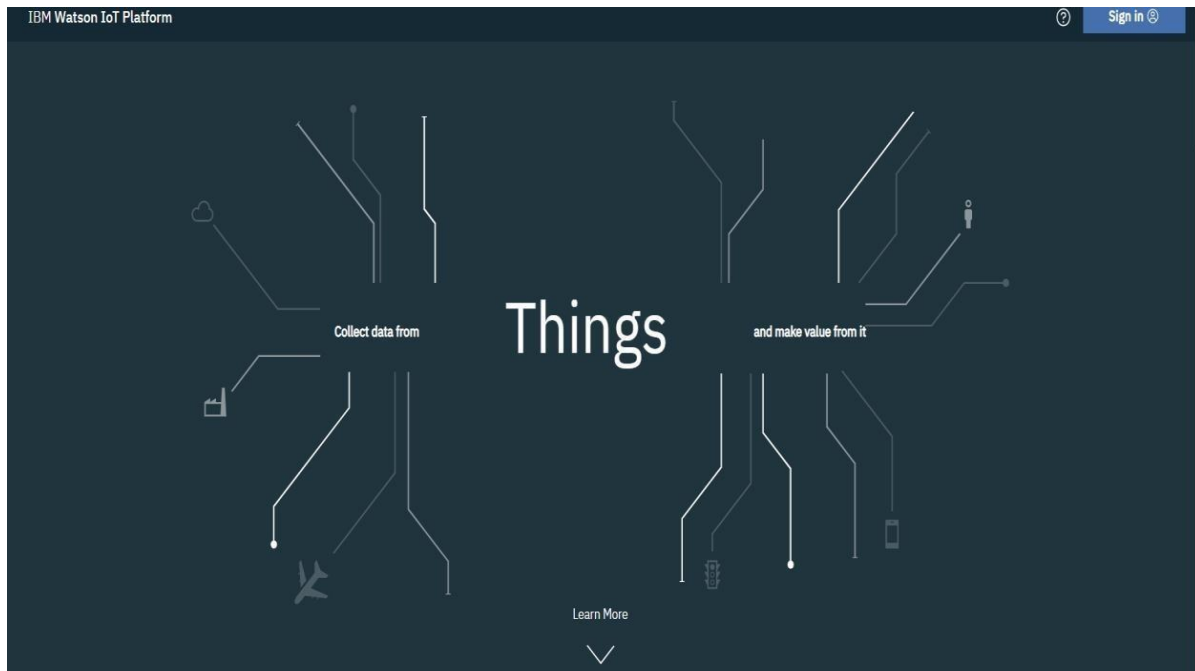 IBM Watson IoT Platform
Sign in
Collect data from
Things
and make value from it
Learn More